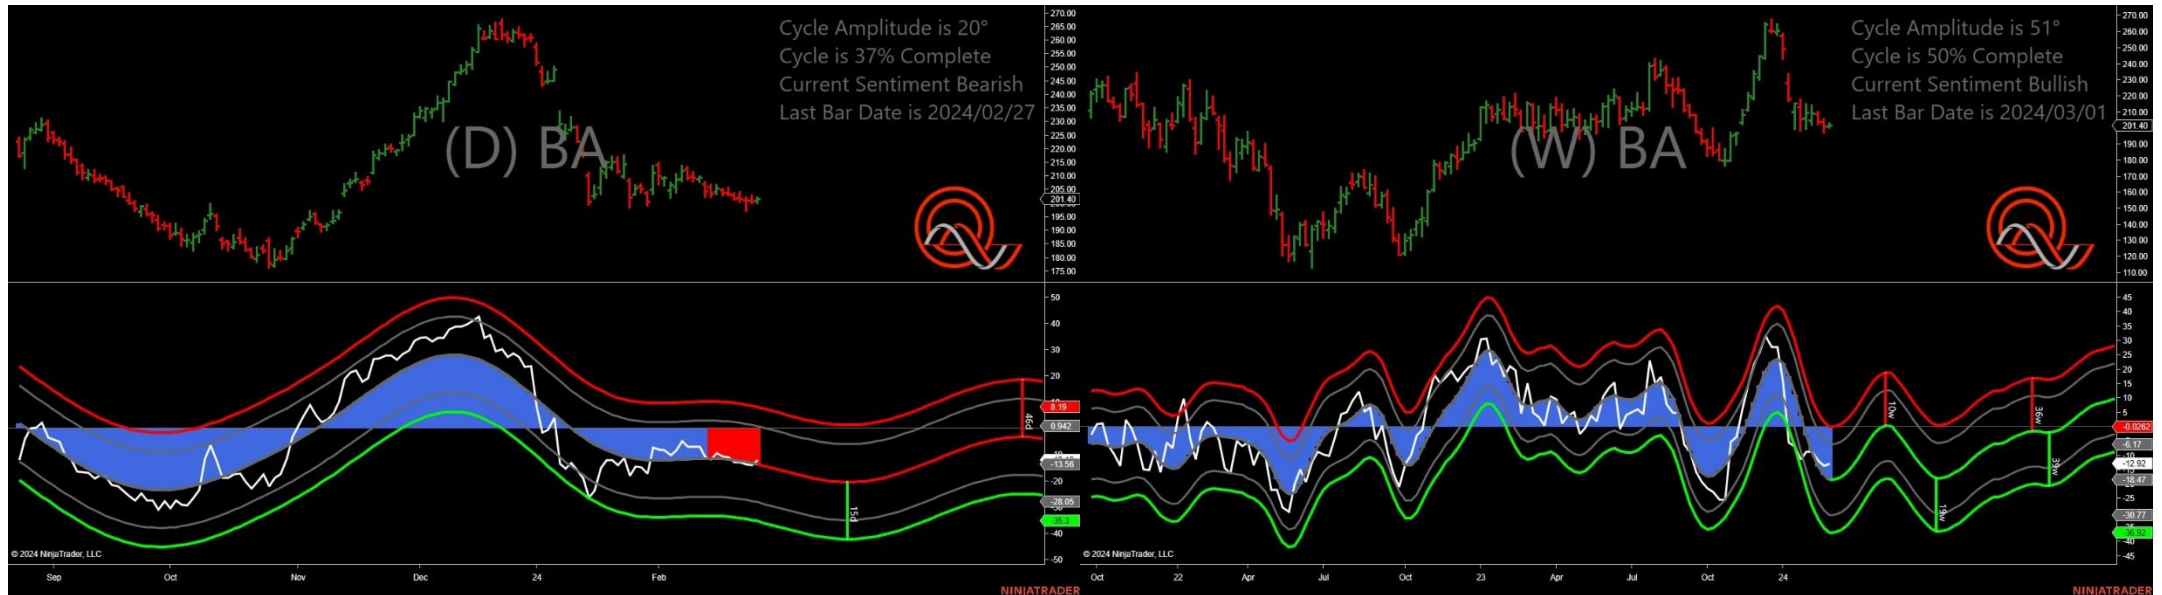 Cycle Amplitude is 20°
Cycle is 37% Complete
Current Sentiment Bearish
Last Bar Date is 2024/02/27
(D) BA
270.00
265.00
260.00
255.00
250.00
245.00
240.00
235.00
230.00
225.00
220.00
215.00
210.00
205.00
201.40
195.00
190.00
185.00
180.00
175.00
50
40
30
20
8.19
0.942
-13.56
-20
-28.05
-35.3
-40
-50
46d
15d
© 2024 NinjaTrader, LLC
Sep
Oct
Nov
Dec
24
Feb
NINJATRADER
Cycle Amplitude is 51°
Cycle is 50% Complete
Current Sentiment Bullish
Last Bar Date is 2024/03/01
(W) BA
270.00
260.00
250.00
240.00
230.00
220.00
210.00
201.40
190.00
180.00
170.00
160.00
150.00
140.00
130.00
120.00
110.00
45
40
35
30
25
20
15
10
5
-0.0262
-6.17
-10
-12.92
-18.47
-25
-30.77
-36.92
-40
-45
10w
19w
36w
39w
© 2024 NinjaTrader, LLC
Oct
22
Apr
Jul
Oct
23
Apr
Jul
Oct
24
NINJATRADER